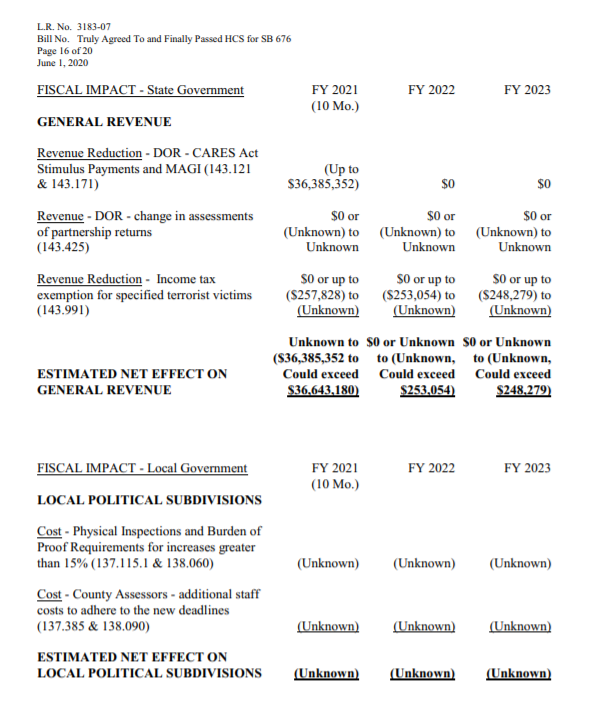 L.R. No. 3183-07
Bill No. Truly Agreed To and Finally Passed HCS for SB 676
Page 16 of 20
June 1, 2020
FISCAL IMPACT - State Government FY 2021 FY 2022 FY 2023
(10 Mo.)
GENERAL REVENUE
Revenue Reduction - DOR - CARES Act
Stimulus Payments and MAGI (143.121 (Up to
& 143.171) $36,385,352) $0 $0
Revenue - DOR - change in assessments $0 or $0 or $0 or
of partnership returns (Unknown) to (Unknown) to (Unknown) to
(143.425) Unknown Unknown Unknown
Revenue Reduction - Income tax $0 or up to $0 or up to $0 or up to
exemption for specified terrorist victims ($257,828) to ($253,054) to ($248,279) to
(143.991) (Unknown) (Unknown) (Unknown)
Unknown to $0 or Unknown $0 or Unknown
($36,385,352 to to (Unknown, to (Unknown,
ESTIMATED NET EFFECT ON Could exceed Could exceed Could exceed
GENERAL REVENUE $36,643,180) $253,054) $248,279)
FISCAL IMPACT - Local Government FY 2021 FY 2022 FY 2023
(10 Mo.)
LOCAL POLITICAL SUBDIVISIONS
Cost - Physical Inspections and Burden of
Proof Requirements for increases greater
than 15% (137.115.1 & 138.060) (Unknown) (Unknown) (Unknown)
Cost - County Assessors - additional staff
costs to adhere to the new deadlines
(137.385 & 138.090) (Unknown) (Unknown) (Unknown)
ESTIMATED NET EFFECT ON
LOCAL POLITICAL SUBDIVISIONS (Unknown) (Unknown) (Unknown)